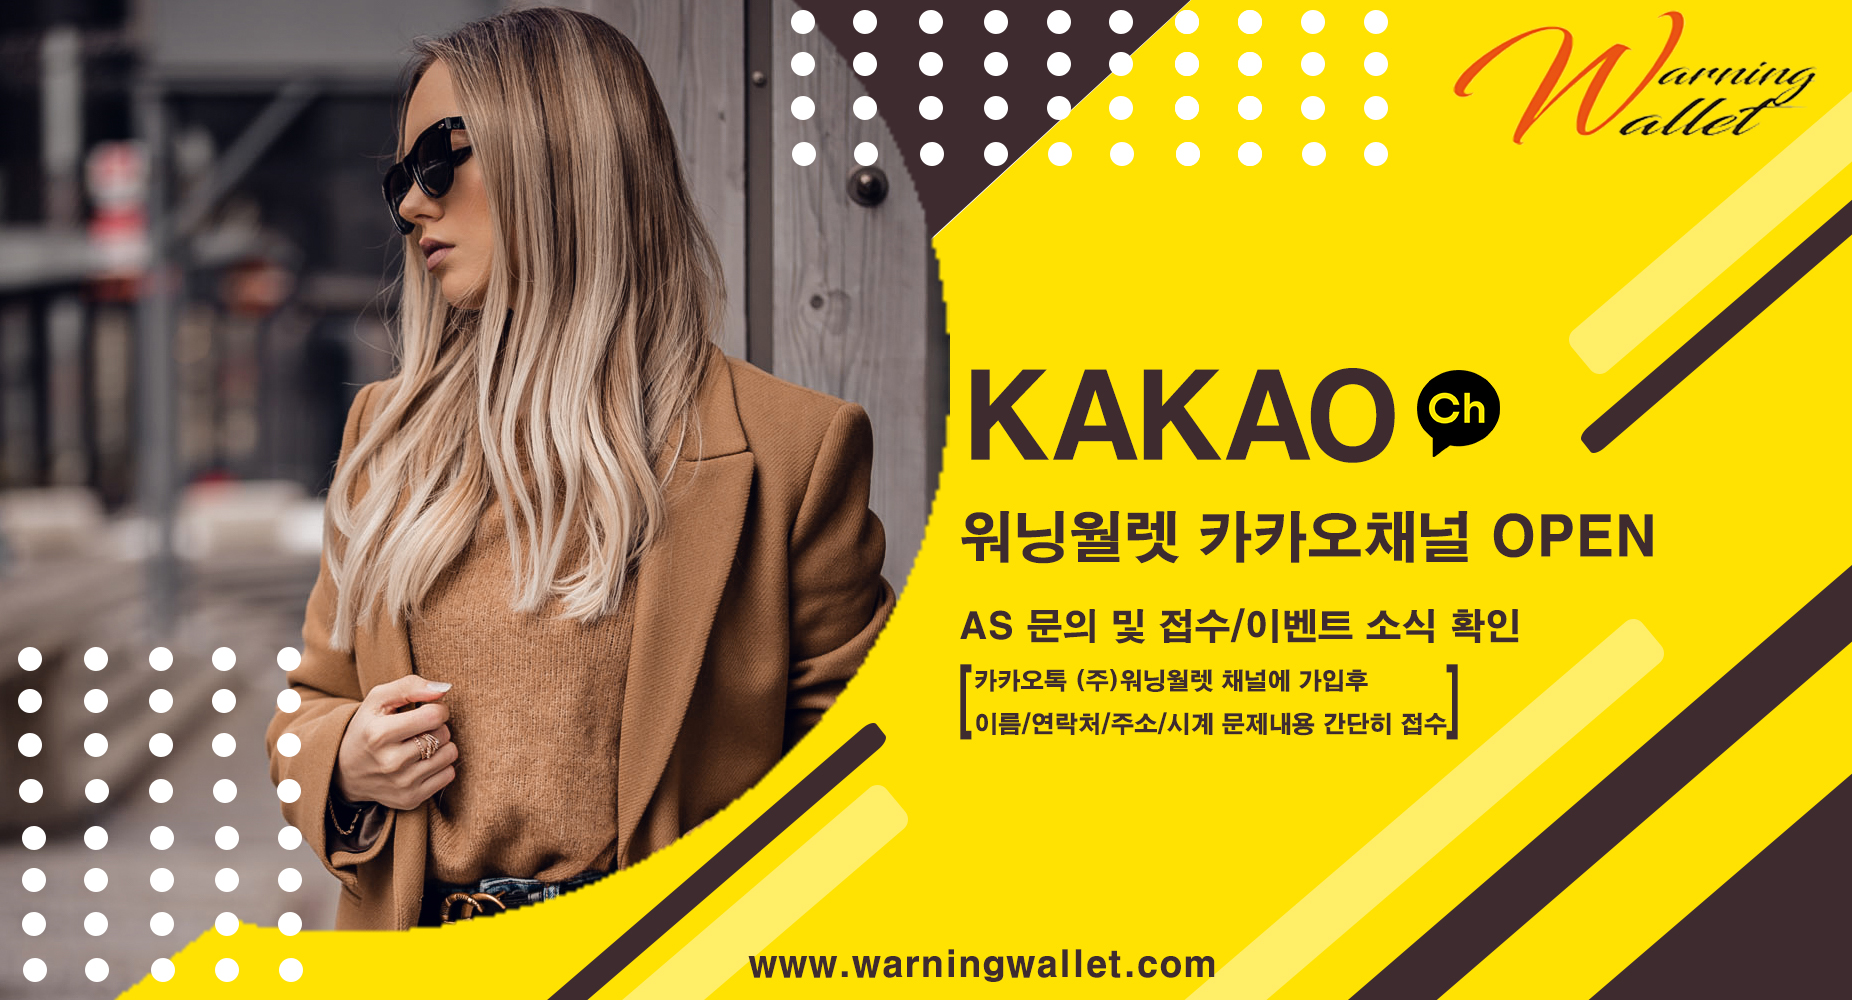 Warning
Wallet
KAKAO Ch
워닝월렛 카카오채널 OPEN
AS 문의 및 접수/이벤트 소식 확인
[카카오톡 (주)워닝월렛 채널에 가입후
이름/연락처/주소/시계 문제내용 간단히 접수]
www.warningwallet.com